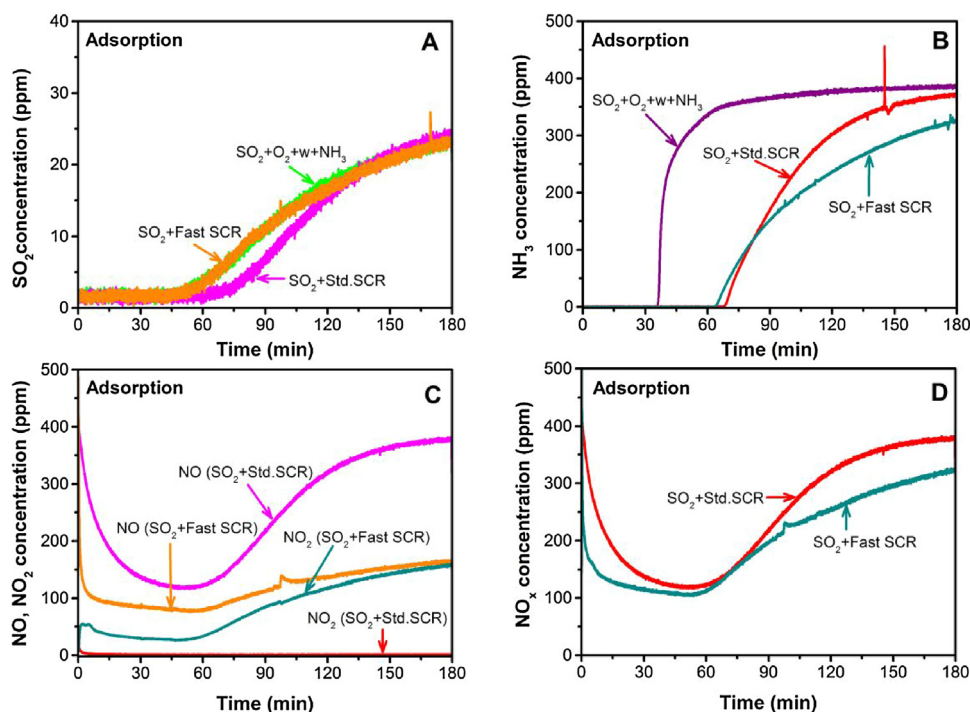 A
Adsorption
SO2 concentration (ppm)
40
30
20
10
0
SO2+O2+w+NH3
SO2+Fast SCR
SO2+Std.SCR
0 30 60 90 120 150 180
Time (min)
B
Adsorption
NH3 concentration (ppm)
500
400
300
200
100
0
SO2+O2+w+NH3
SO2+Std.SCR
SO2+Fast SCR
0 30 60 90 120 150 180
Time (min)
C
Adsorption
NO, NO2 concentration (ppm)
500
400
300
200
100
0
NO (SO2+Std.SCR)
NO (SO2+Fast SCR)
NO2 (SO2+Fast SCR)
NO2 (SO2+Std.SCR)
0 30 60 90 120 150 180
Time (min)
D
Adsorption
NOx concentration (ppm)
500
400
300
200
100
0
SO2+Std.SCR
SO2+Fast SCR
0 30 60 90 120 150 180
Time (min)